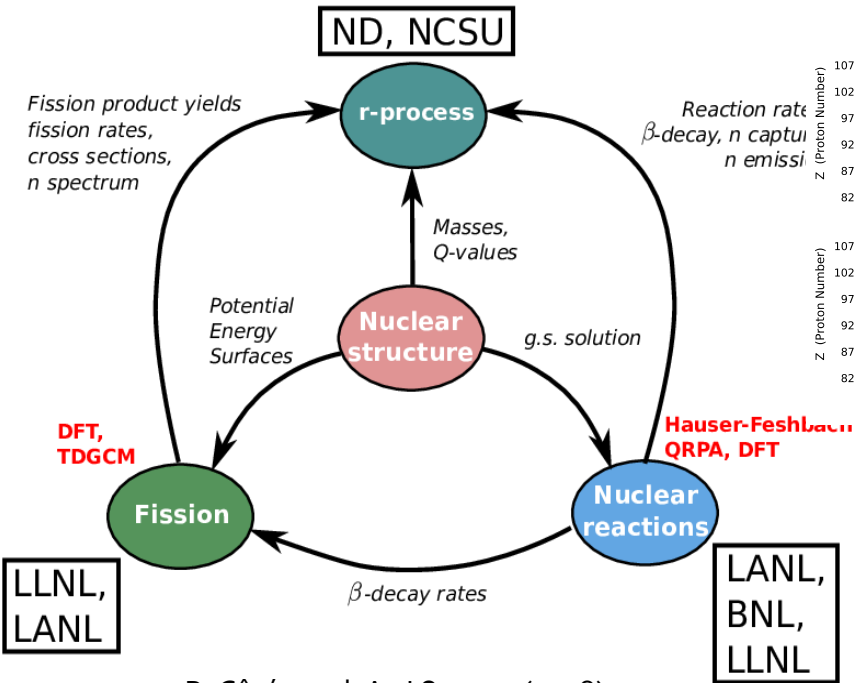 ND, NCSU
r-process
Fission product yields
fission rates,
cross sections,
n spectrum
Reaction rate
β-decay, n captu
n emissi
Masses,
Q-values
Potential
Energy
Surfaces
Nuclear
structure
g.s. solution
DFT,
TDGCM
Hauser-Feshbach
QRPA, DFT
Fission
Nuclear
reactions
β-decay rates
LLNL,
LANL
LANL,
BNL,
LLNL
Z (Proton Number)
107
102
97
92
87
82
Z (Proton Number)
107
102
97
92
87
82